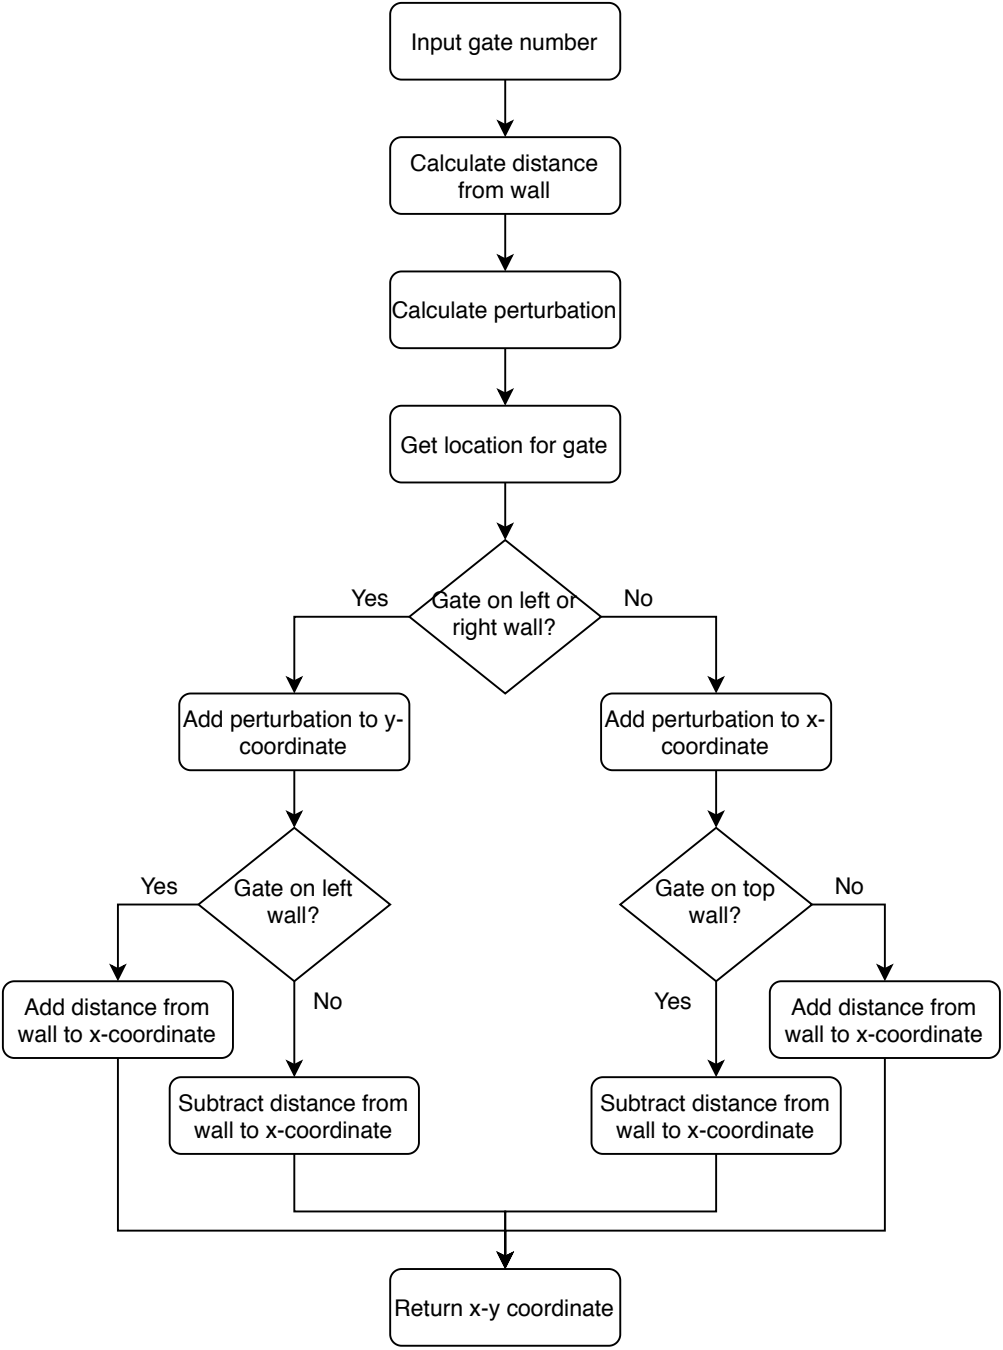 Input gate number
Calculate distance
from wall
Calculate perturbation
Get location for gate
Gate on left or
right wall?
Yes
No
Add perturbation to y-
coordinate
Add perturbation to x-
coordinate
Gate on left
wall?
Yes
No
Gate on top
wall?
No
Yes
Add distance from
wall to x-coordinate
Subtract distance from
wall to x-coordinate
Subtract distance from
wall to x-coordinate
Add distance from
wall to x-coordinate
Return x-y coordinate